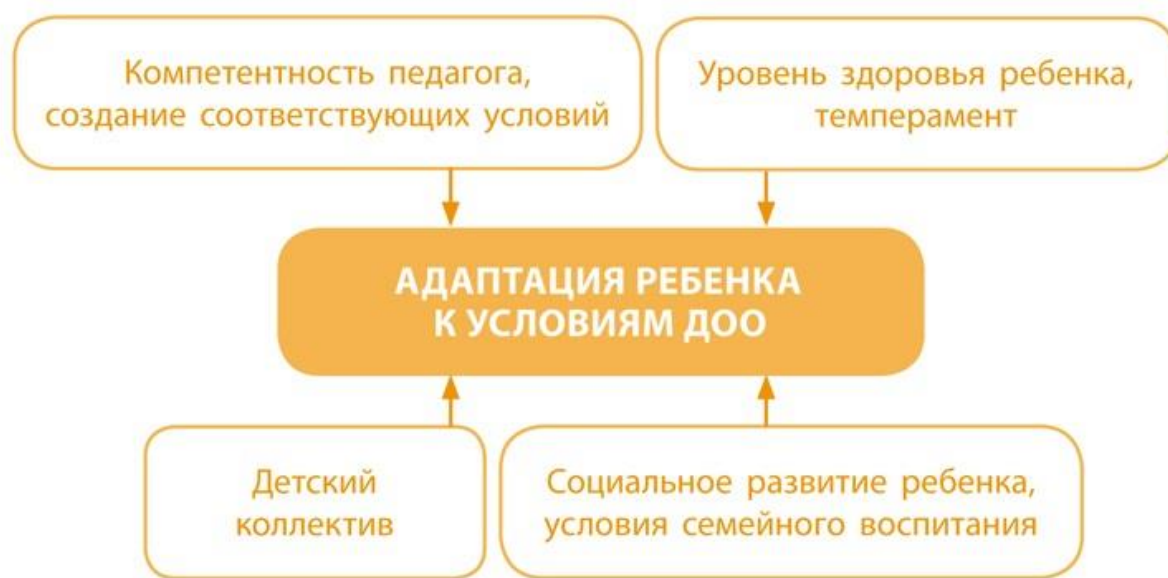 Компетентность педагога,
создание соответствующих условий
Уровень здоровья ребенка,
темперамент
АДАПТАЦИЯ РЕБЕНКА
К УСЛОВИЯМ ДОО
Детский
коллектив
Социальное развитие ребенка,
условия семейного воспитания